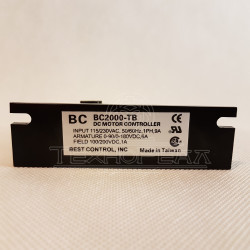 BC BC2000-TB
DC MOTOR CONTROLLER
INPUT 115/230VAC, 50/60Hz, 1PH, 9A
ARMATURE 0-90/0-180VDC, 6A
FIELD 100/200VDC, 1A
BEST CONTROL, INC
Made in Taiwan